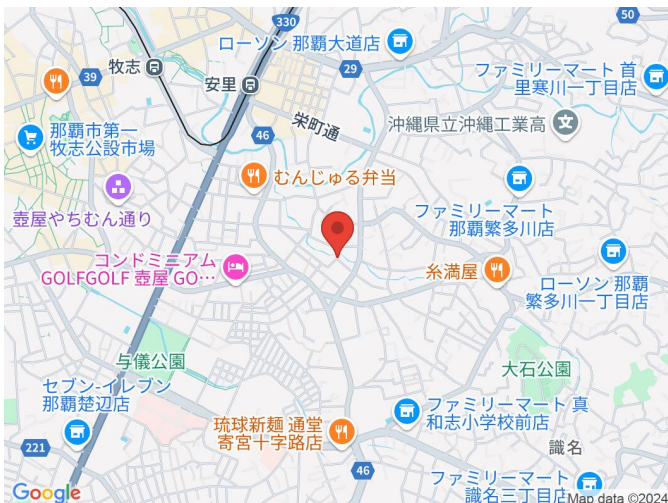 330
50
ローソン 那覇大道店
牧志
39
安里
29
ファミリーマート 首
里寒川一丁目店
46
栄町通
沖縄県立沖縄工業高
那覇市第一
牧志公設市場
むんじゅる弁当
壺屋やちむん通り
ファミリーマート
那覇繁多川店
コンドミニアム
GOLFGOLF 壺屋 GO…
糸満屋
ローソン 那覇
繁多川一丁目店
与儀公園
大石公園
セブン-イレブン
那覇楚辺店
琉球新麺 通堂
寄宮十字路店
ファミリーマート 真
和志小学校前店
221
46
識名
ファミリーマート
識名三丁目店
Google
Map data ©2024